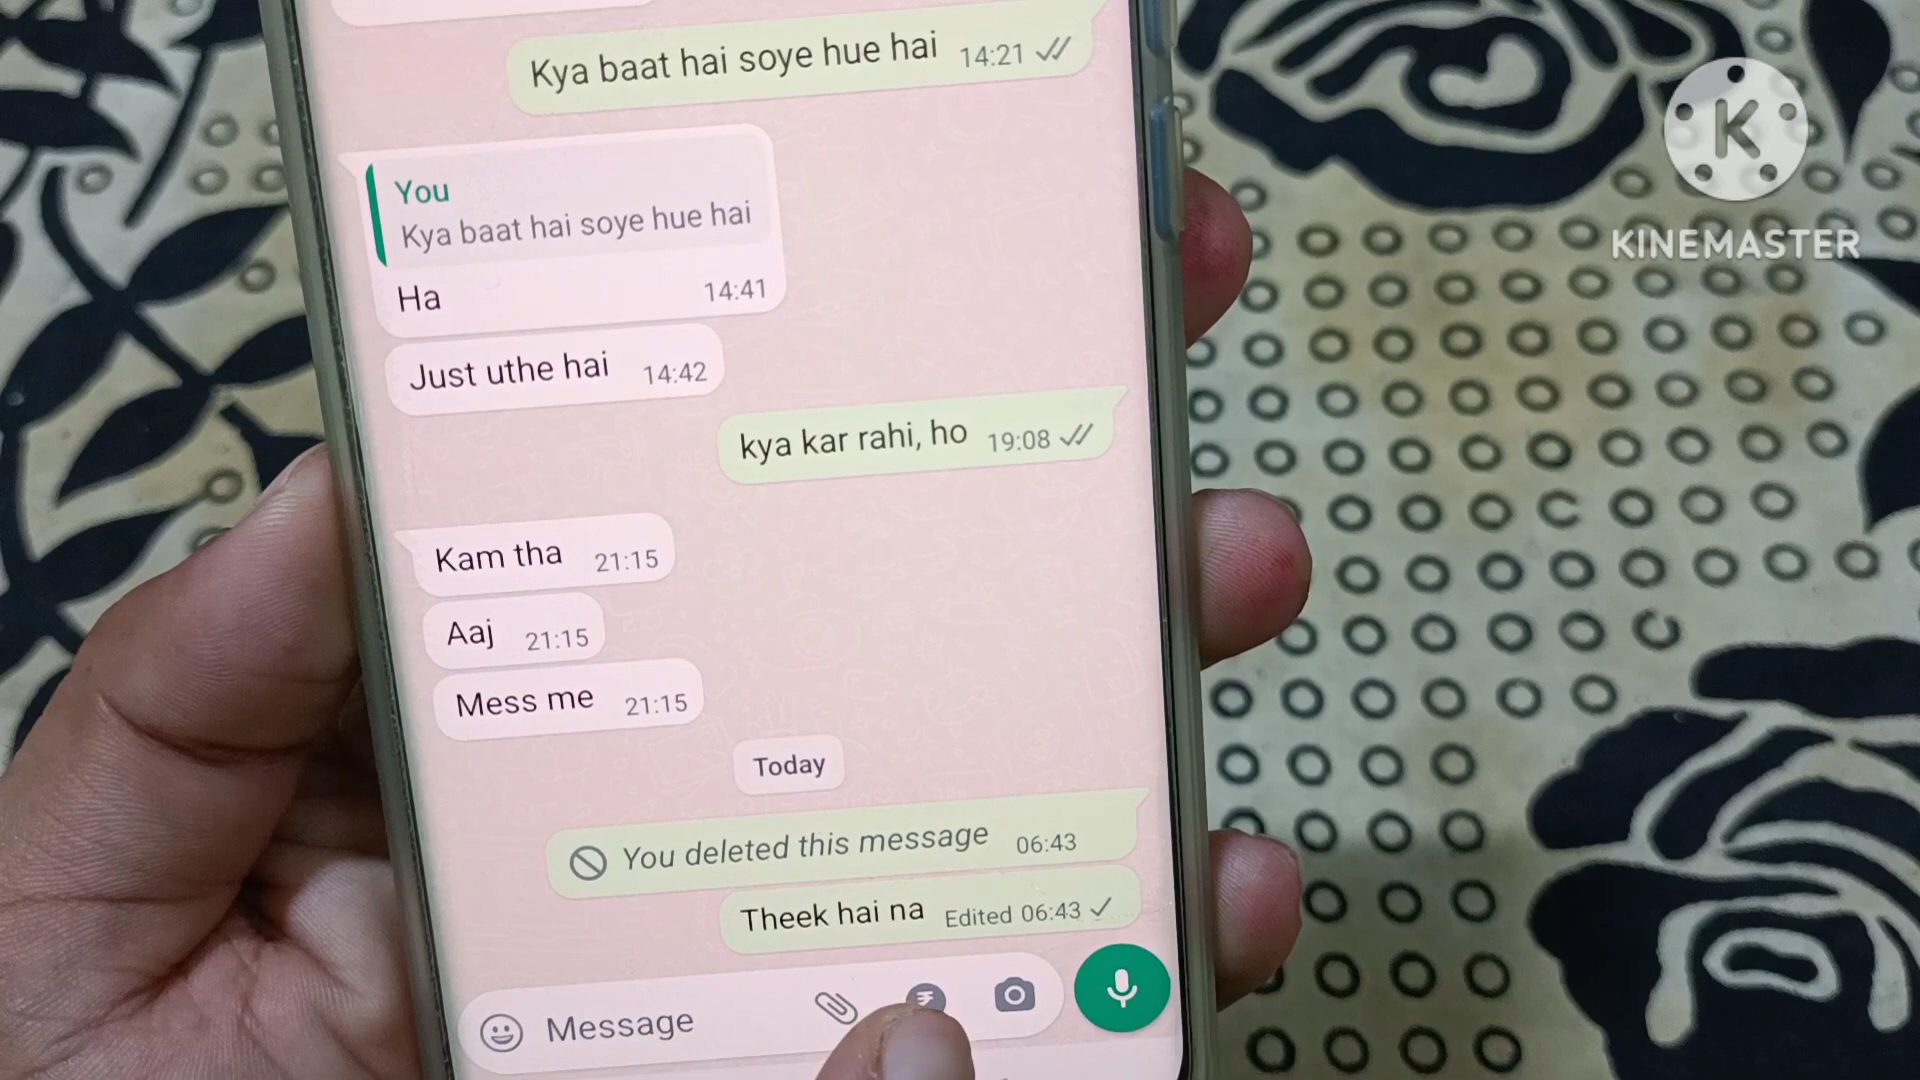 Kya baat hai soye hue hai 14:21
You
Kya baat hai soye hue hai
Ha 14:41
Just uthe hai 14:42
kya kar rahi, ho 19:08
Kam tha 21:15
Aaj 21:15
Mess me 21:15
Today
You deleted this message 06:43
Theek hai na Edited 06:43
Message
K
KINEMASTER